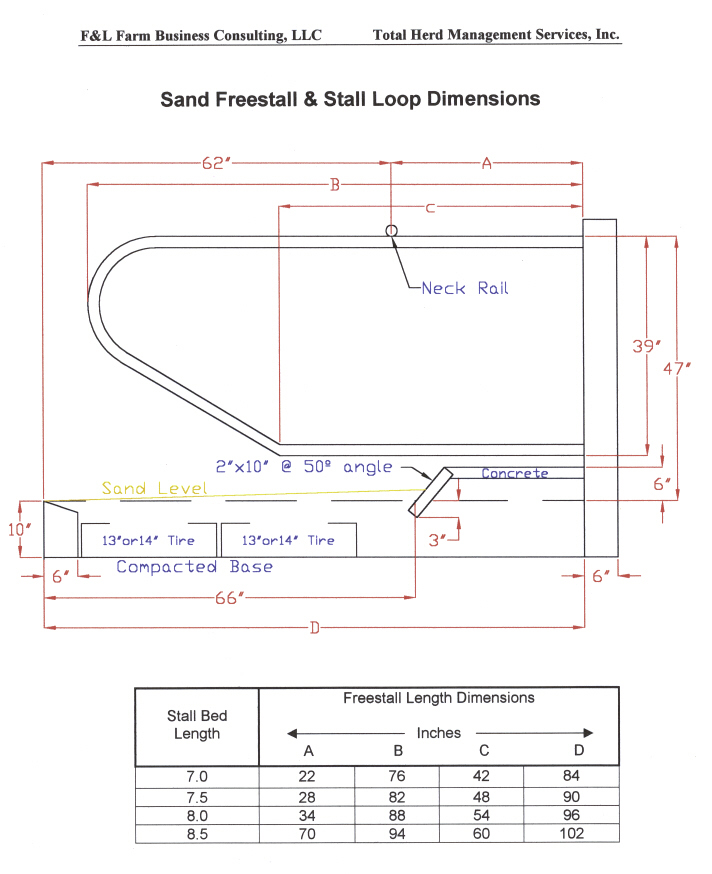 F&L Farm Business Consulting, LLC    Total Herd Management Services, Inc.
Sand Freestall & Stall Loop Dimensions
62"    A
B
C
Neck Rail
39"
47"
2"x10" @ 50º angle
Concrete
Sand Level
6"
10"
13"or14" Tire    13"or14" Tire
3"
Compacted Base
6"    6"
66"
D
Stall Bed Length    Freestall Length Dimensions
Inches
A    B    C    D
7.0    22    76    42    84
7.5    28    82    48    90
8.0    34    88    54    96
8.5    70    94    60    102